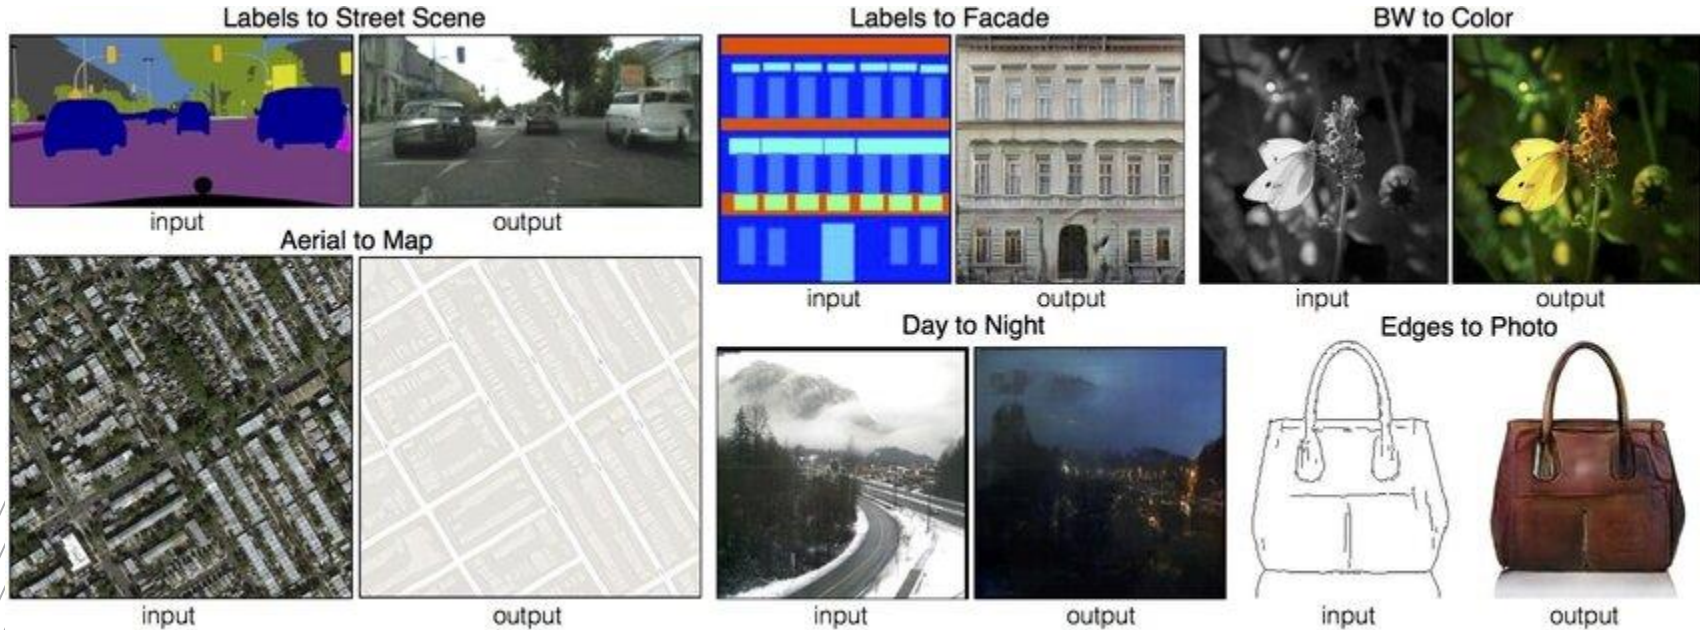 Labels to Street Scene
input
output
Aerial to Map
input
output
Labels to Facade
input
output
BW to Color
input
output
Day to Night
input
output
Edges to Photo
input
output